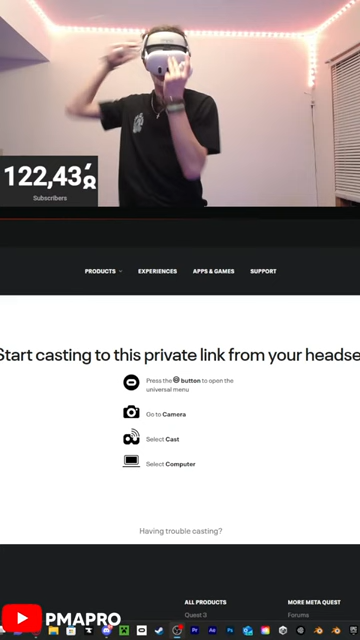 122,43
Subscribers
PRODUCTS
EXPERIENCES
APPS & GAMES
SUPPORT
Start casting to this private link from your headse
Press the button to open the
universal menu
Go to Camera
Select Cast
Select Computer
Having trouble casting?
ALL PRODUCTS
MORE META QUEST
Quest 3
Forums
PMAPRO